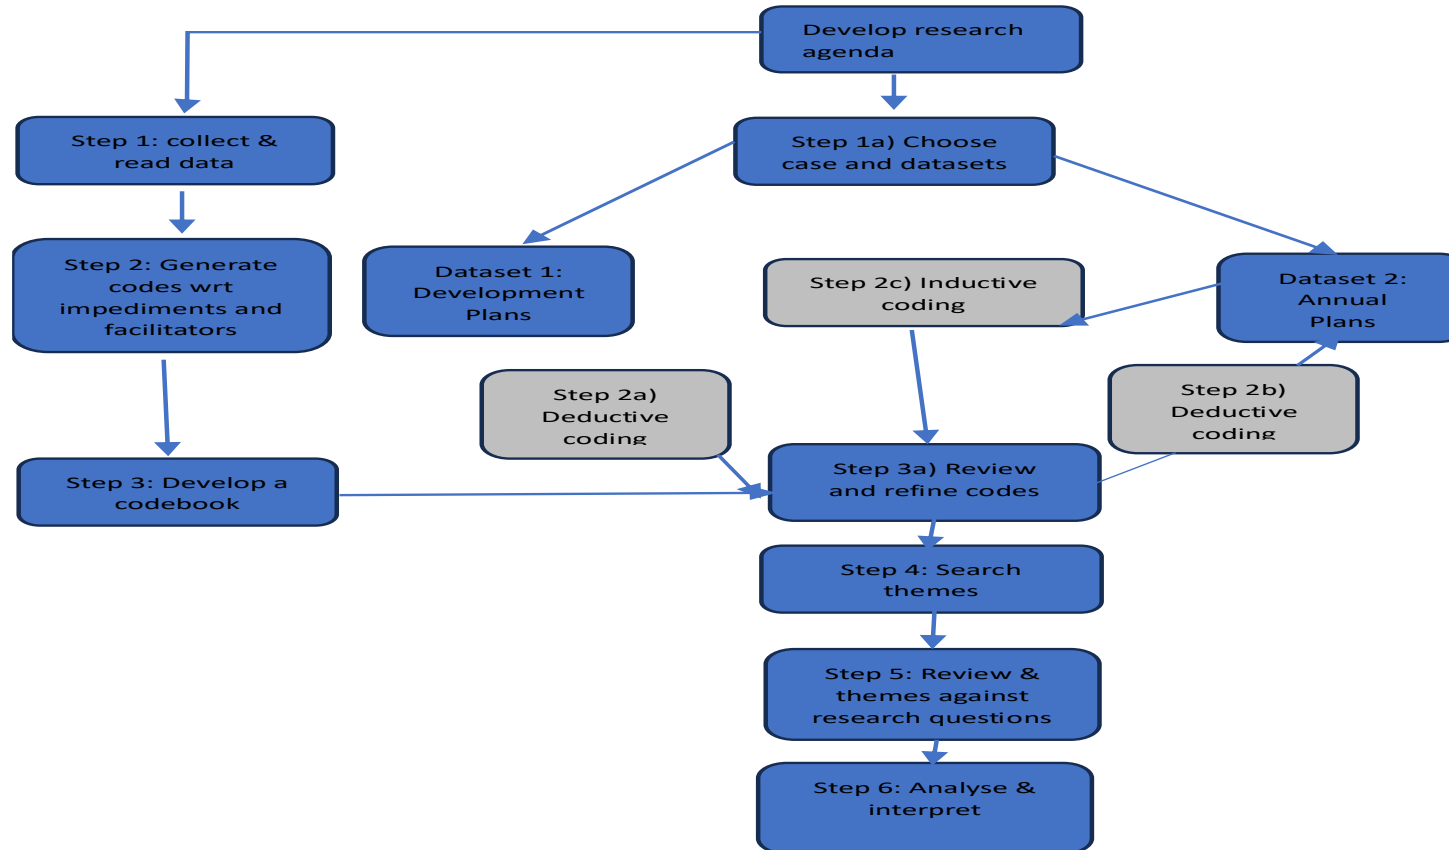 Develop research
agenda
Step 1: collect &
read data
Step 1a) Choose
case and datasets
Step 2: Generate
codes wrt
impediments and
facilitators
Dataset 1:
Development
Plans
Step 2c) Inductive
coding
Dataset 2:
Annual
Plans
Step 2a)
Deductive
coding
Step 2b)
Deductive
coding
Step 3: Develop a
codebook
Step 3a) Review
and refine codes
Step 4: Search
themes
Step 5: Review &
themes against
research questions
Step 6: Analyse &
interpret